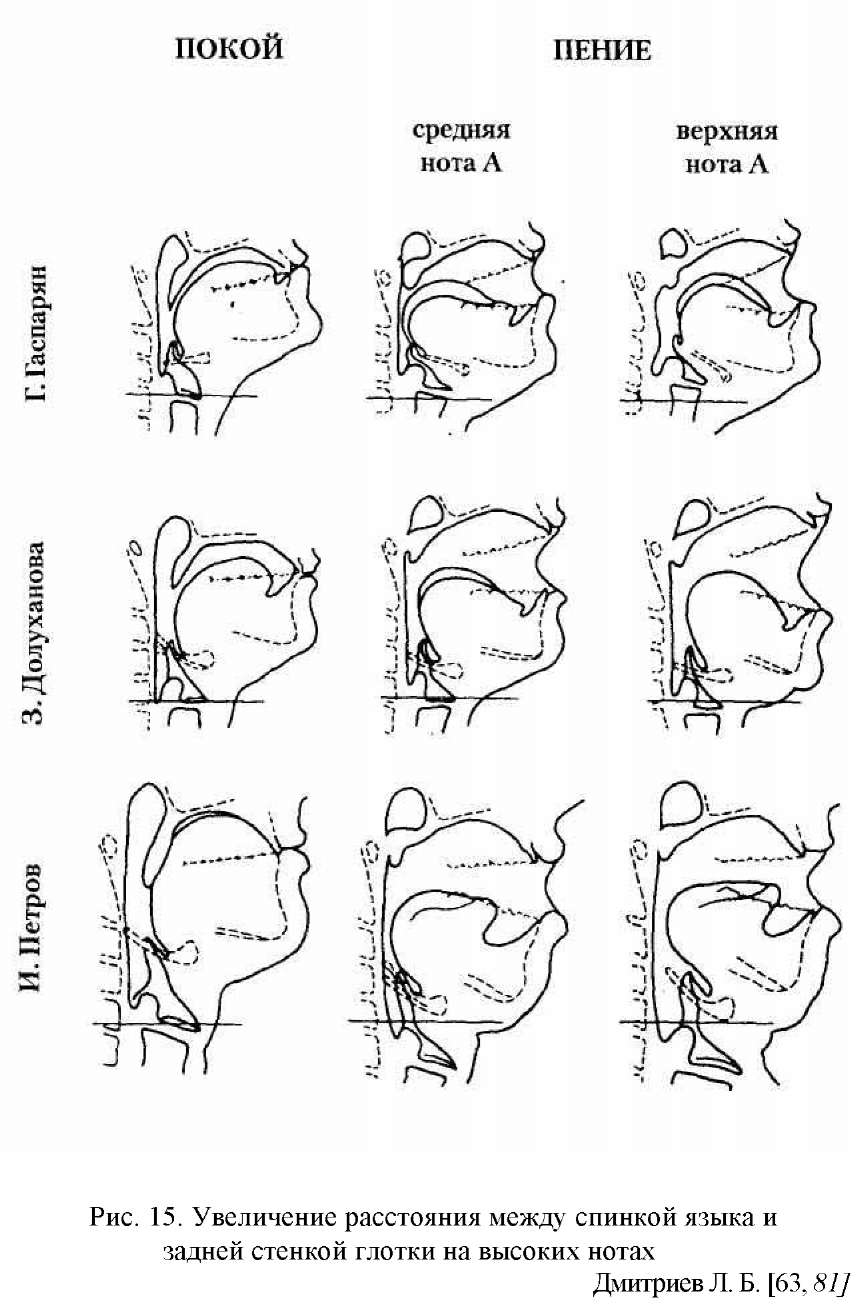 ПОКОЙ ПЕНИЕ
средняя нота А
верхняя нота А
Г. Гаспарян
З. Долуханова
И. Петров
Рис. 15. Увеличение расстояния между спинкой языка и
задней стенкой глотки на высоких нотах
Дмитриев Л. Б. [63, 81]